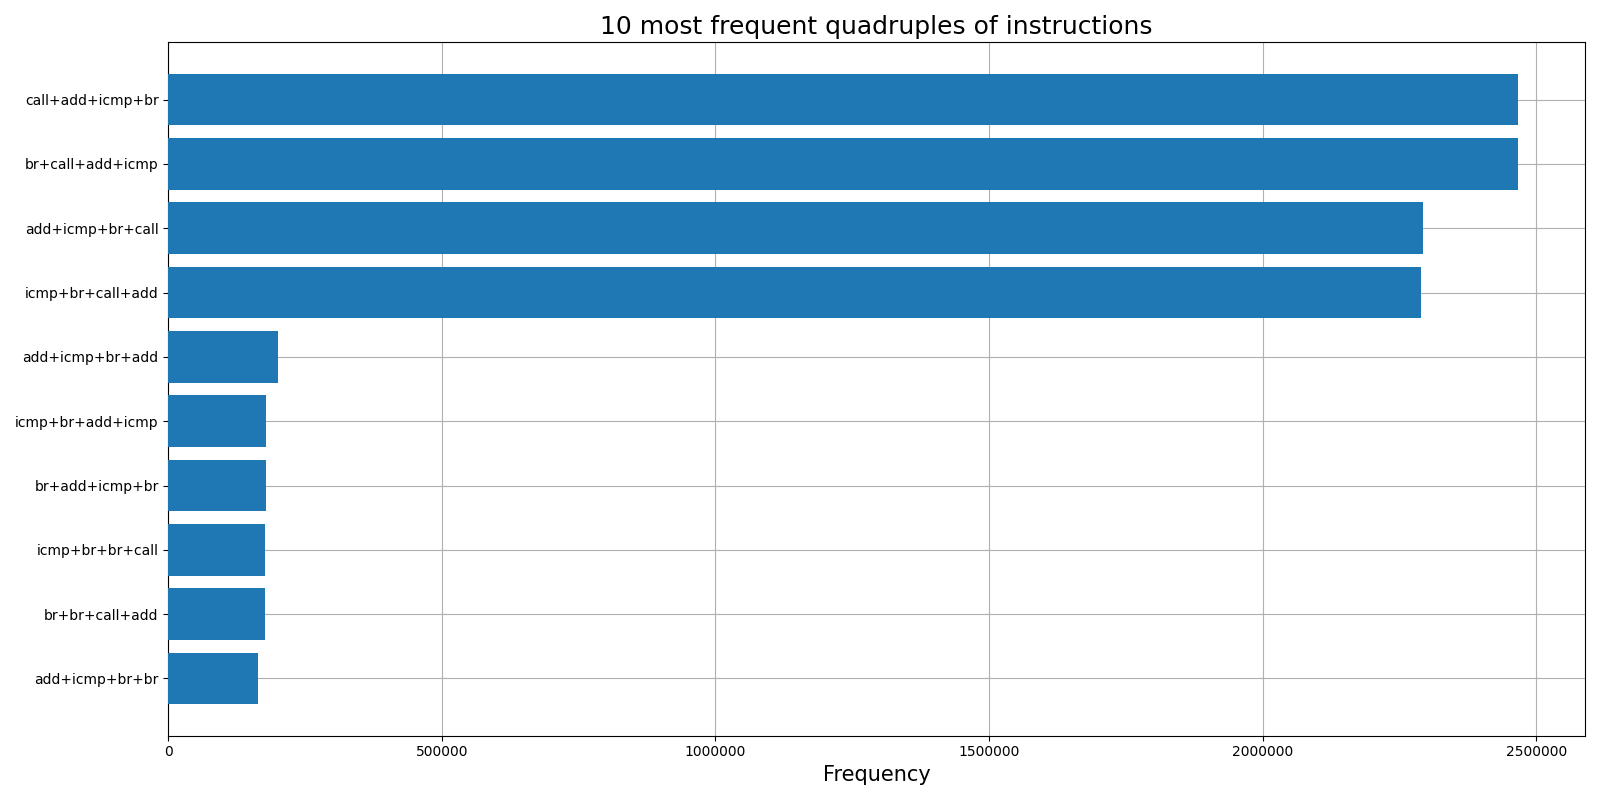 10 most frequent quadruples of instructions
call+add+icmp+br
br+call+add+icmp
add+icmp+br+call
icmp+br+call+add
add+icmp+br+add
icmp+br+add+icmp
br+add+icmp+br
icmp+br+br+call
br+br+call+add
add+icmp+br+br
0 500000 1000000 1500000 2000000 2500000
Frequency